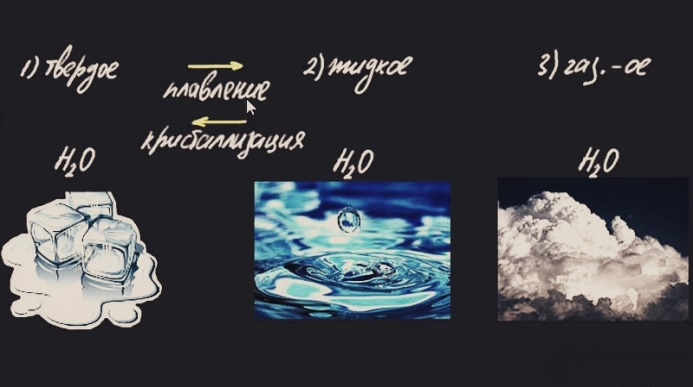 1) твердое
плавление
кристаллизация
2) жидкое
3) газ.-ое
H₂O
H₂O
H₂O